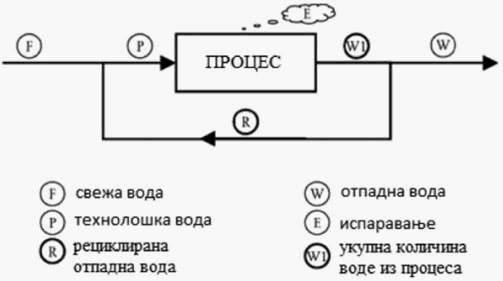 E
F
P
ПРОЦЕС
W1
W
R
F свежа вода
W отпадна вода
P технолошка вода
E испаравање
R рециклирана
отпадна вода
W1 укупна количина
воде из процеса